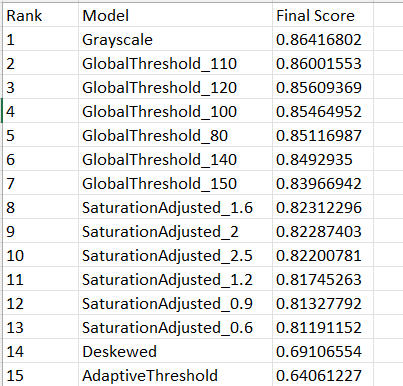 Rank Model Final Score
1 Grayscale 0.86416802
2 GlobalThreshold_110 0.86001553
3 GlobalThreshold_120 0.85609369
4 GlobalThreshold_100 0.85464952
5 GlobalThreshold_80 0.85116987
6 GlobalThreshold_140 0.8492935
7 GlobalThreshold_150 0.83966942
8 SaturationAdjusted_1.6 0.82312296
9 SaturationAdjusted_2 0.82287403
10 SaturationAdjusted_2.5 0.82200781
11 SaturationAdjusted_1.2 0.81745263
12 SaturationAdjusted_0.9 0.81327792
13 SaturationAdjusted_0.6 0.81191152
14 Deskewed 0.69106554
15 AdaptiveThreshold 0.64061227